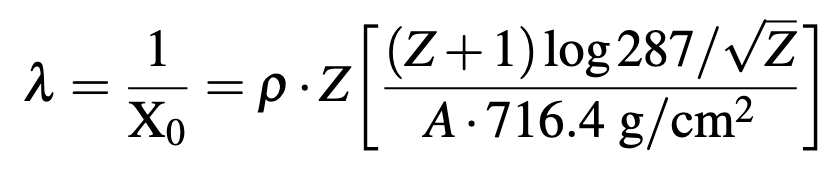 λ = 1/X₀ = ρ · Z[(Z+1) log 287/√Z / A · 716.4 g/cm²]